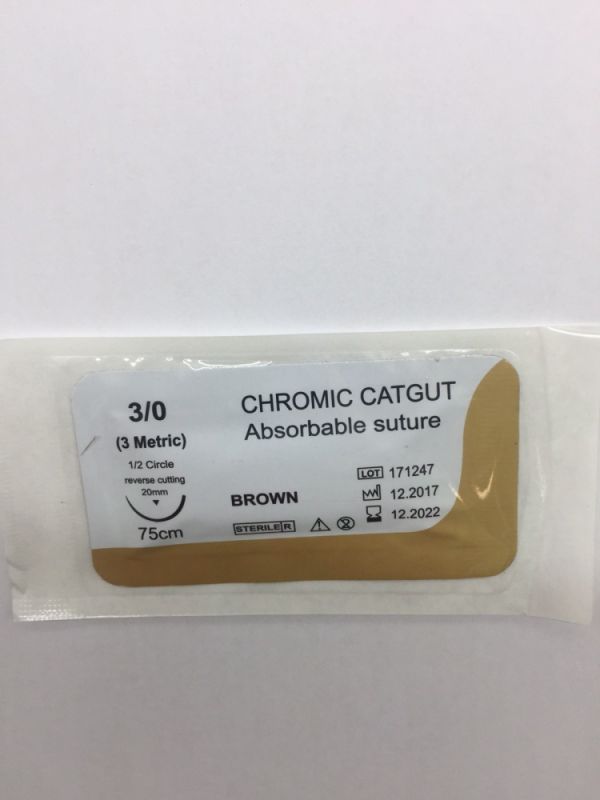 3/0
(3 Metric)
1/2 Circle
reverse cutting
20mm
75cm
CHROMIC CATGUT
Absorbable suture
BROWN
STERILE R
LOT 171247
12.2017
12.2022